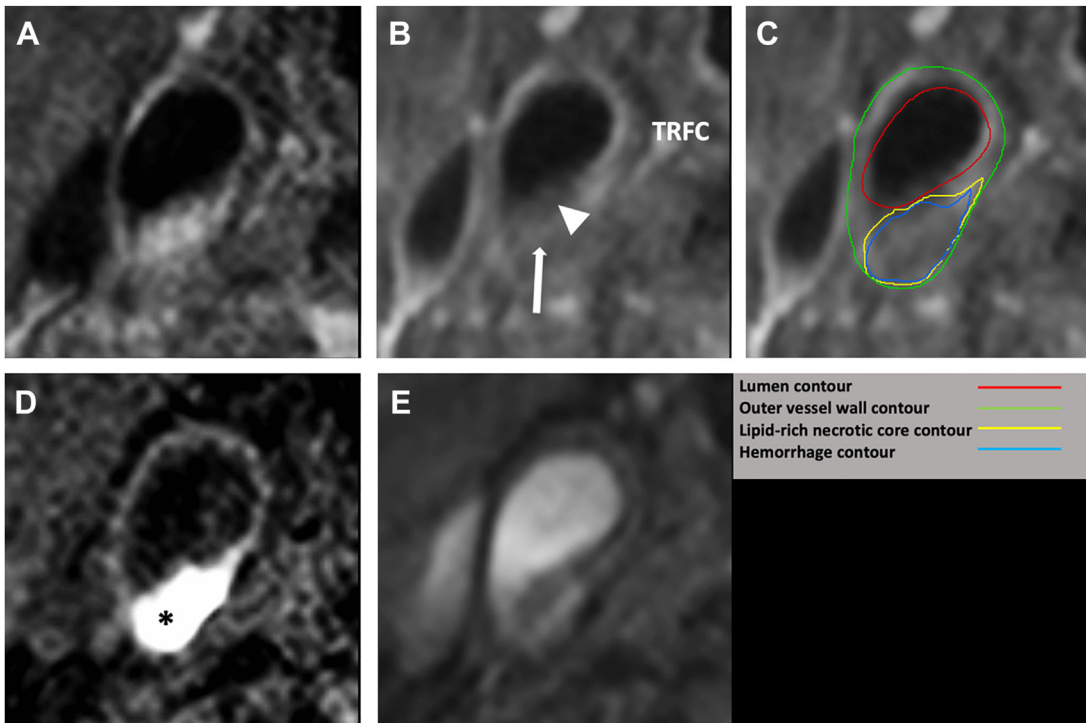 A
B
TRFC
C
D
*
E
Lumen contour
Outer vessel wall contour
Lipid-rich necrotic core contour
Hemorrhage contour